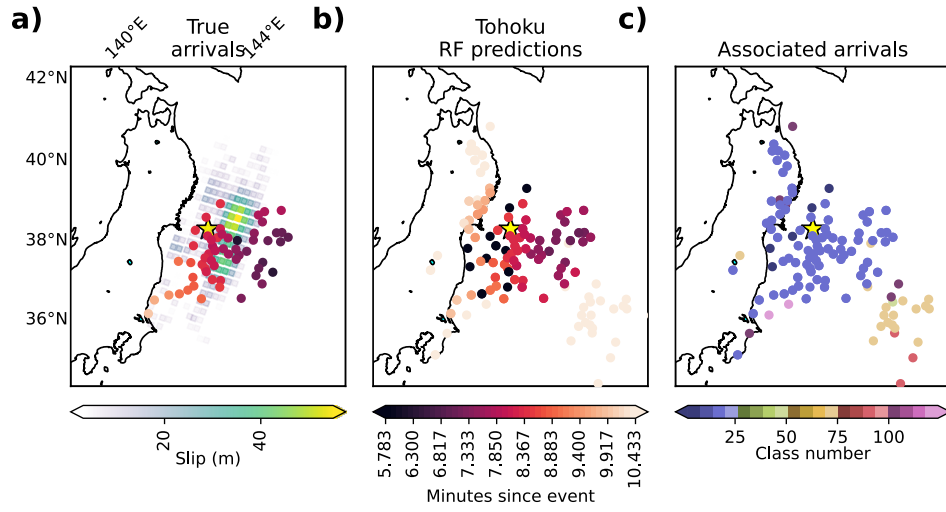 a)
True
arrivals
140°E
144°E
b)
Tohoku
RF predictions
c)
Associated arrivals
42°N
40°N
38°N
36°N
20
40
Slip (m)
5.783
6.300
6.817
7.333
7.850
8.367
8.883
9.400
9.917
10.433
Minutes since event
25
50
75
100
Class number